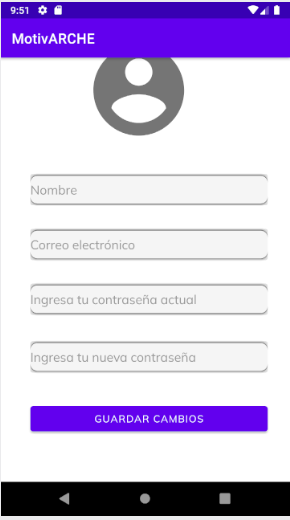 9:51
MotivARCHE
Nombre
Correo electrónico
Ingresa tu contraseña actual
Ingresa tu nueva contraseña
GUARDAR CAMBIOS